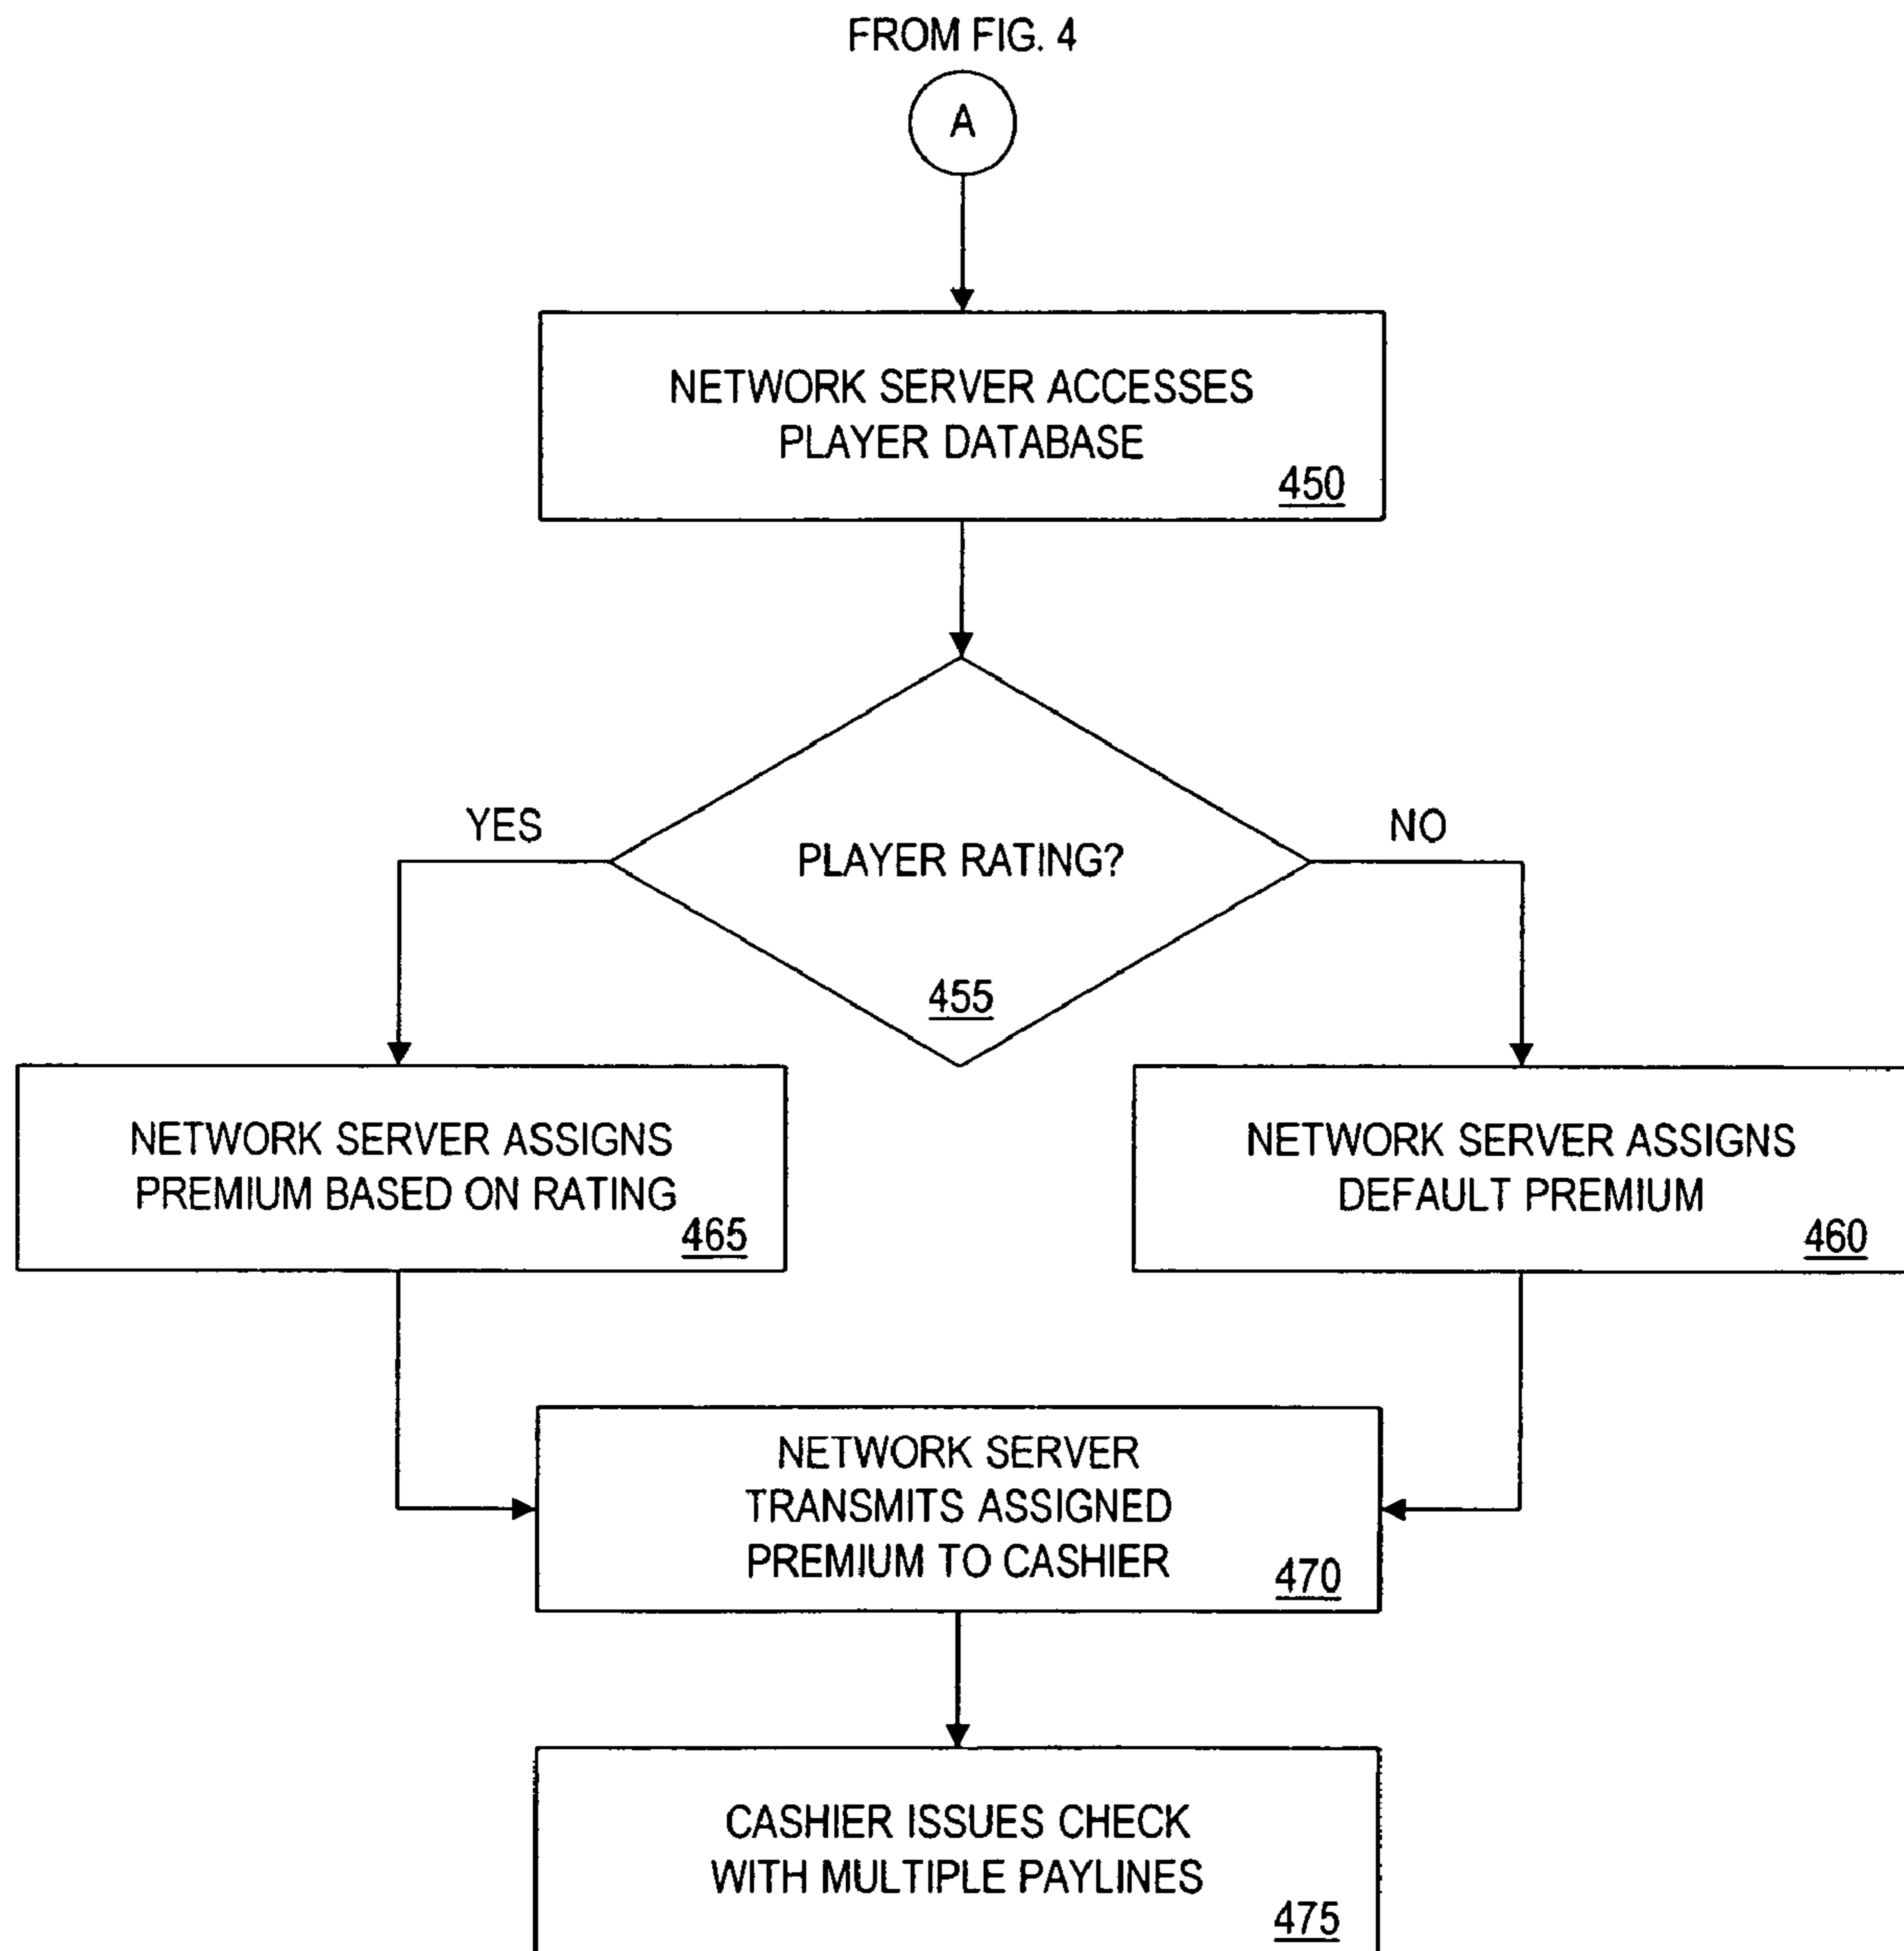 FROM FIG. 4
A
NETWORK SERVER ACCESSES
PLAYER DATABASE
450
YES
PLAYER RATING?
NO
455
NETWORK SERVER ASSIGNS
PREMIUM BASED ON RATING
465
NETWORK SERVER ASSIGNS
DEFAULT PREMIUM
460
NETWORK SERVER
TRANSMITS ASSIGNED
PREMIUM TO CASHIER
470
CASHIER ISSUES CHECK
WITH MULTIPLE PAYLINES
475